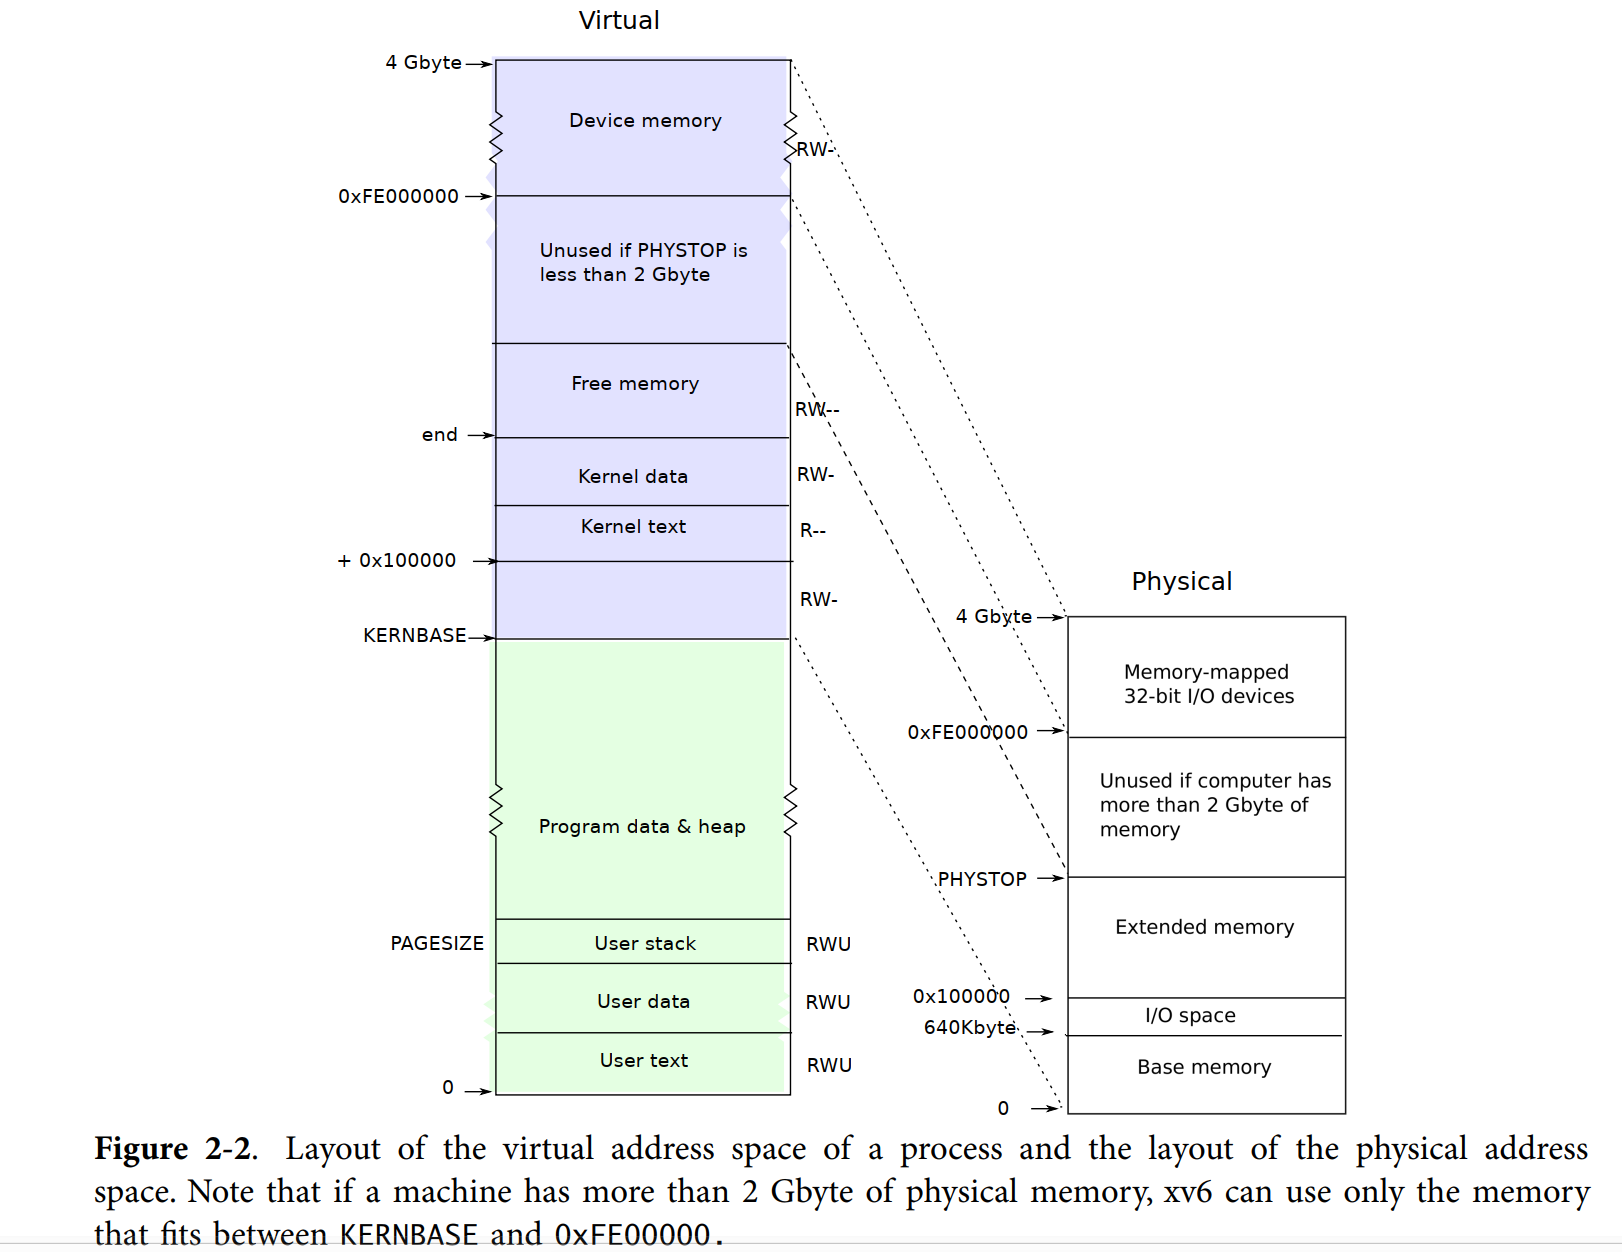 Virtual
4 Gbyte
Device memory
RW-
0xFE000000
Unused if PHYSTOP is
less than 2 Gbyte
Free memory
RW--
end
Kernel data
RW-
Kernel text
R--
+ 0x100000
RW-
KERNBASE
Program data & heap
PAGESIZE
User stack
RWU
User data
RWU
User text
RWU
0
Physical
4 Gbyte
Memory-mapped
32-bit I/O devices
0xFE000000
Unused if computer has
more than 2 Gbyte of
memory
PHYSTOP
Extended memory
0x100000
I/O space
640Kbyte
Base memory
0
Figure 2-2. Layout of the virtual address space of a process and the layout of the physical address
space. Note that if a machine has more than 2 Gbyte of physical memory, xv6 can use only the memory
that fits between KERNBASE and 0xFE00000.